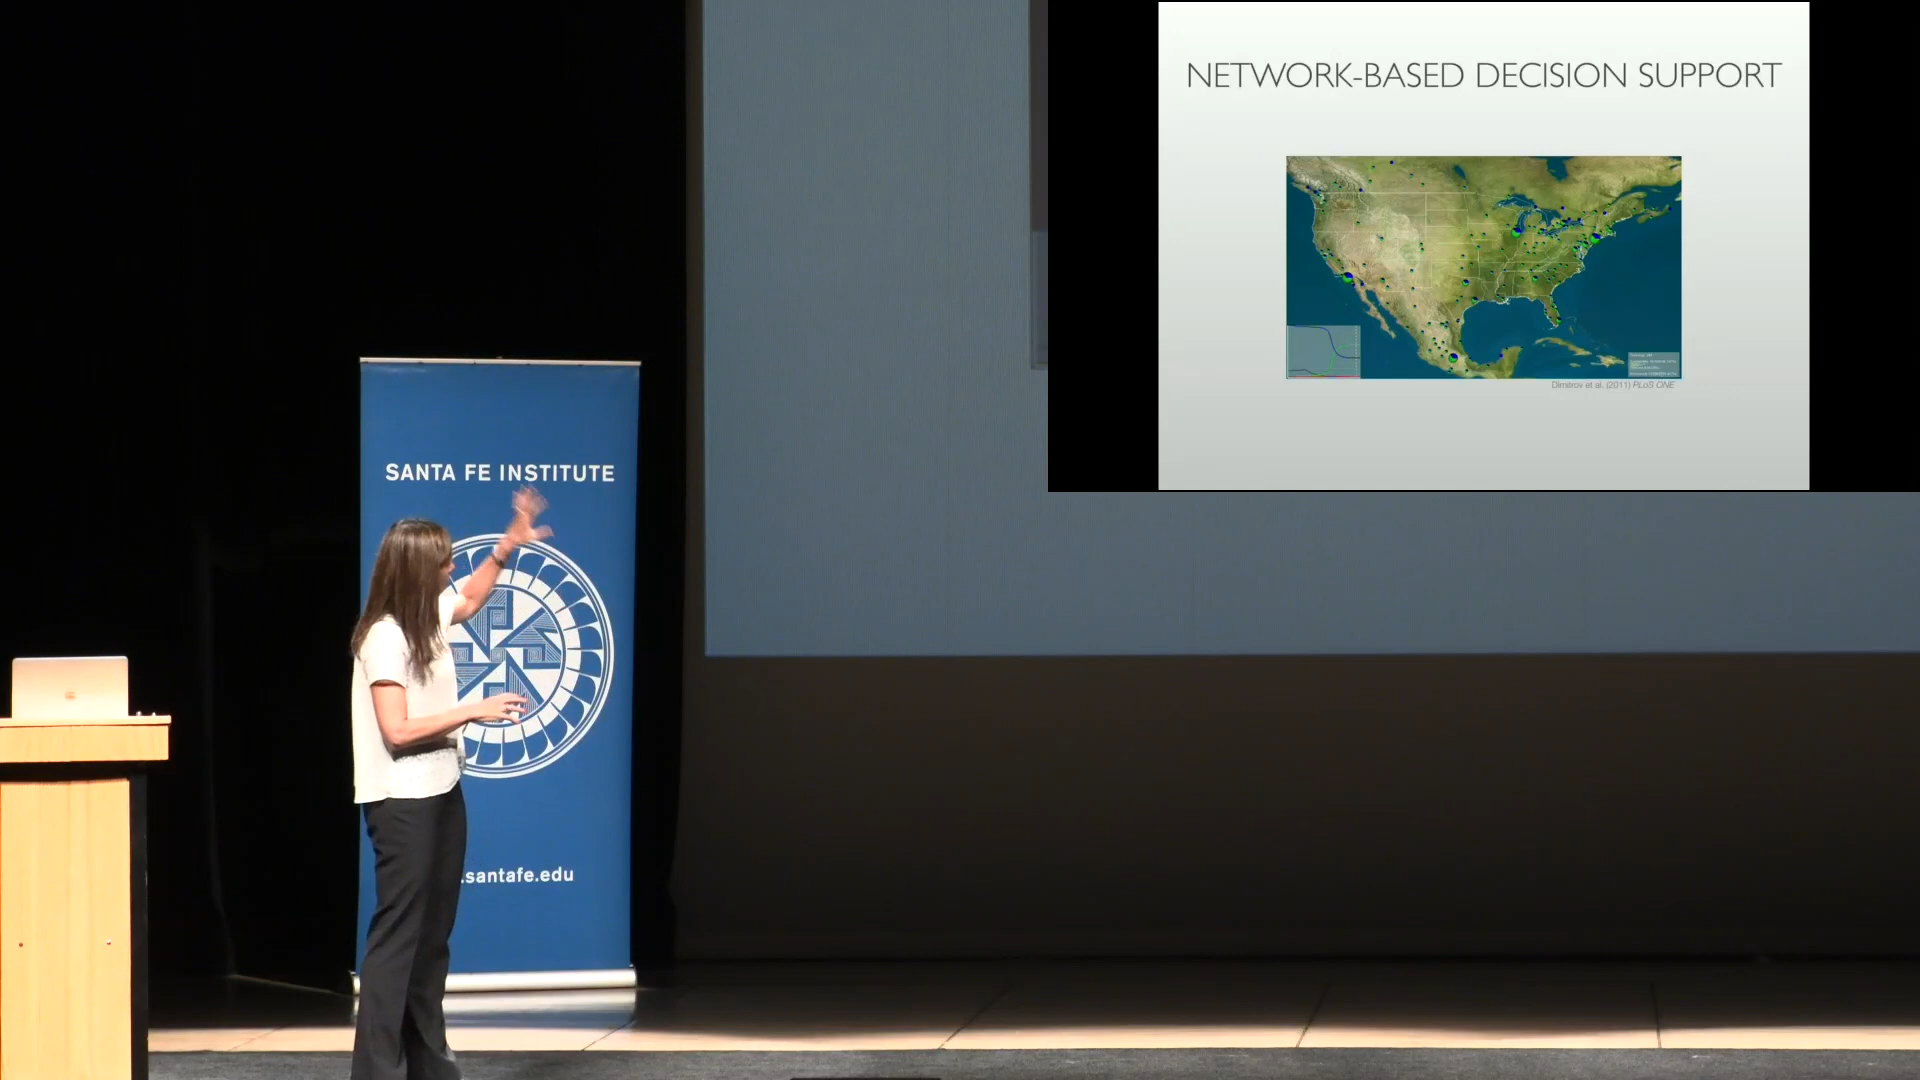 NETWORK-BASED DECISION SUPPORT
Dimitrov et al. (2011) PLoS ONE
SANTA FE INSTITUTE
.santafe.edu